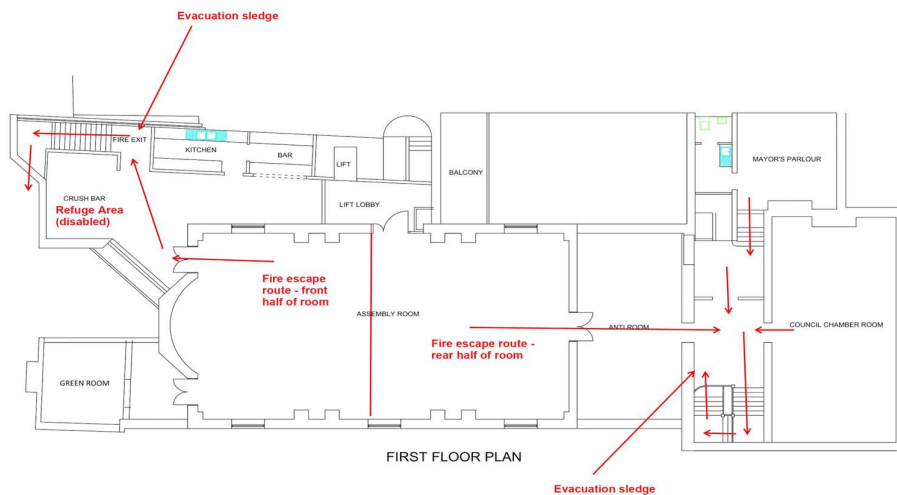 Evacuation sledge
FIRE EXIT
KITCHEN
BAR
LIFT
MAYOR'S PARLOUR
BALCONY
CRUSH BAR
Refuge Area
(disabled)
LIFT LOBBY
Fire escape
route - front
half of room
ASSEMBLY ROOM
Fire escape route -
rear half of room
ANTI ROOM
COUNCIL CHAMBER ROOM
GREEN ROOM
FIRST FLOOR PLAN
Evacuation sledge